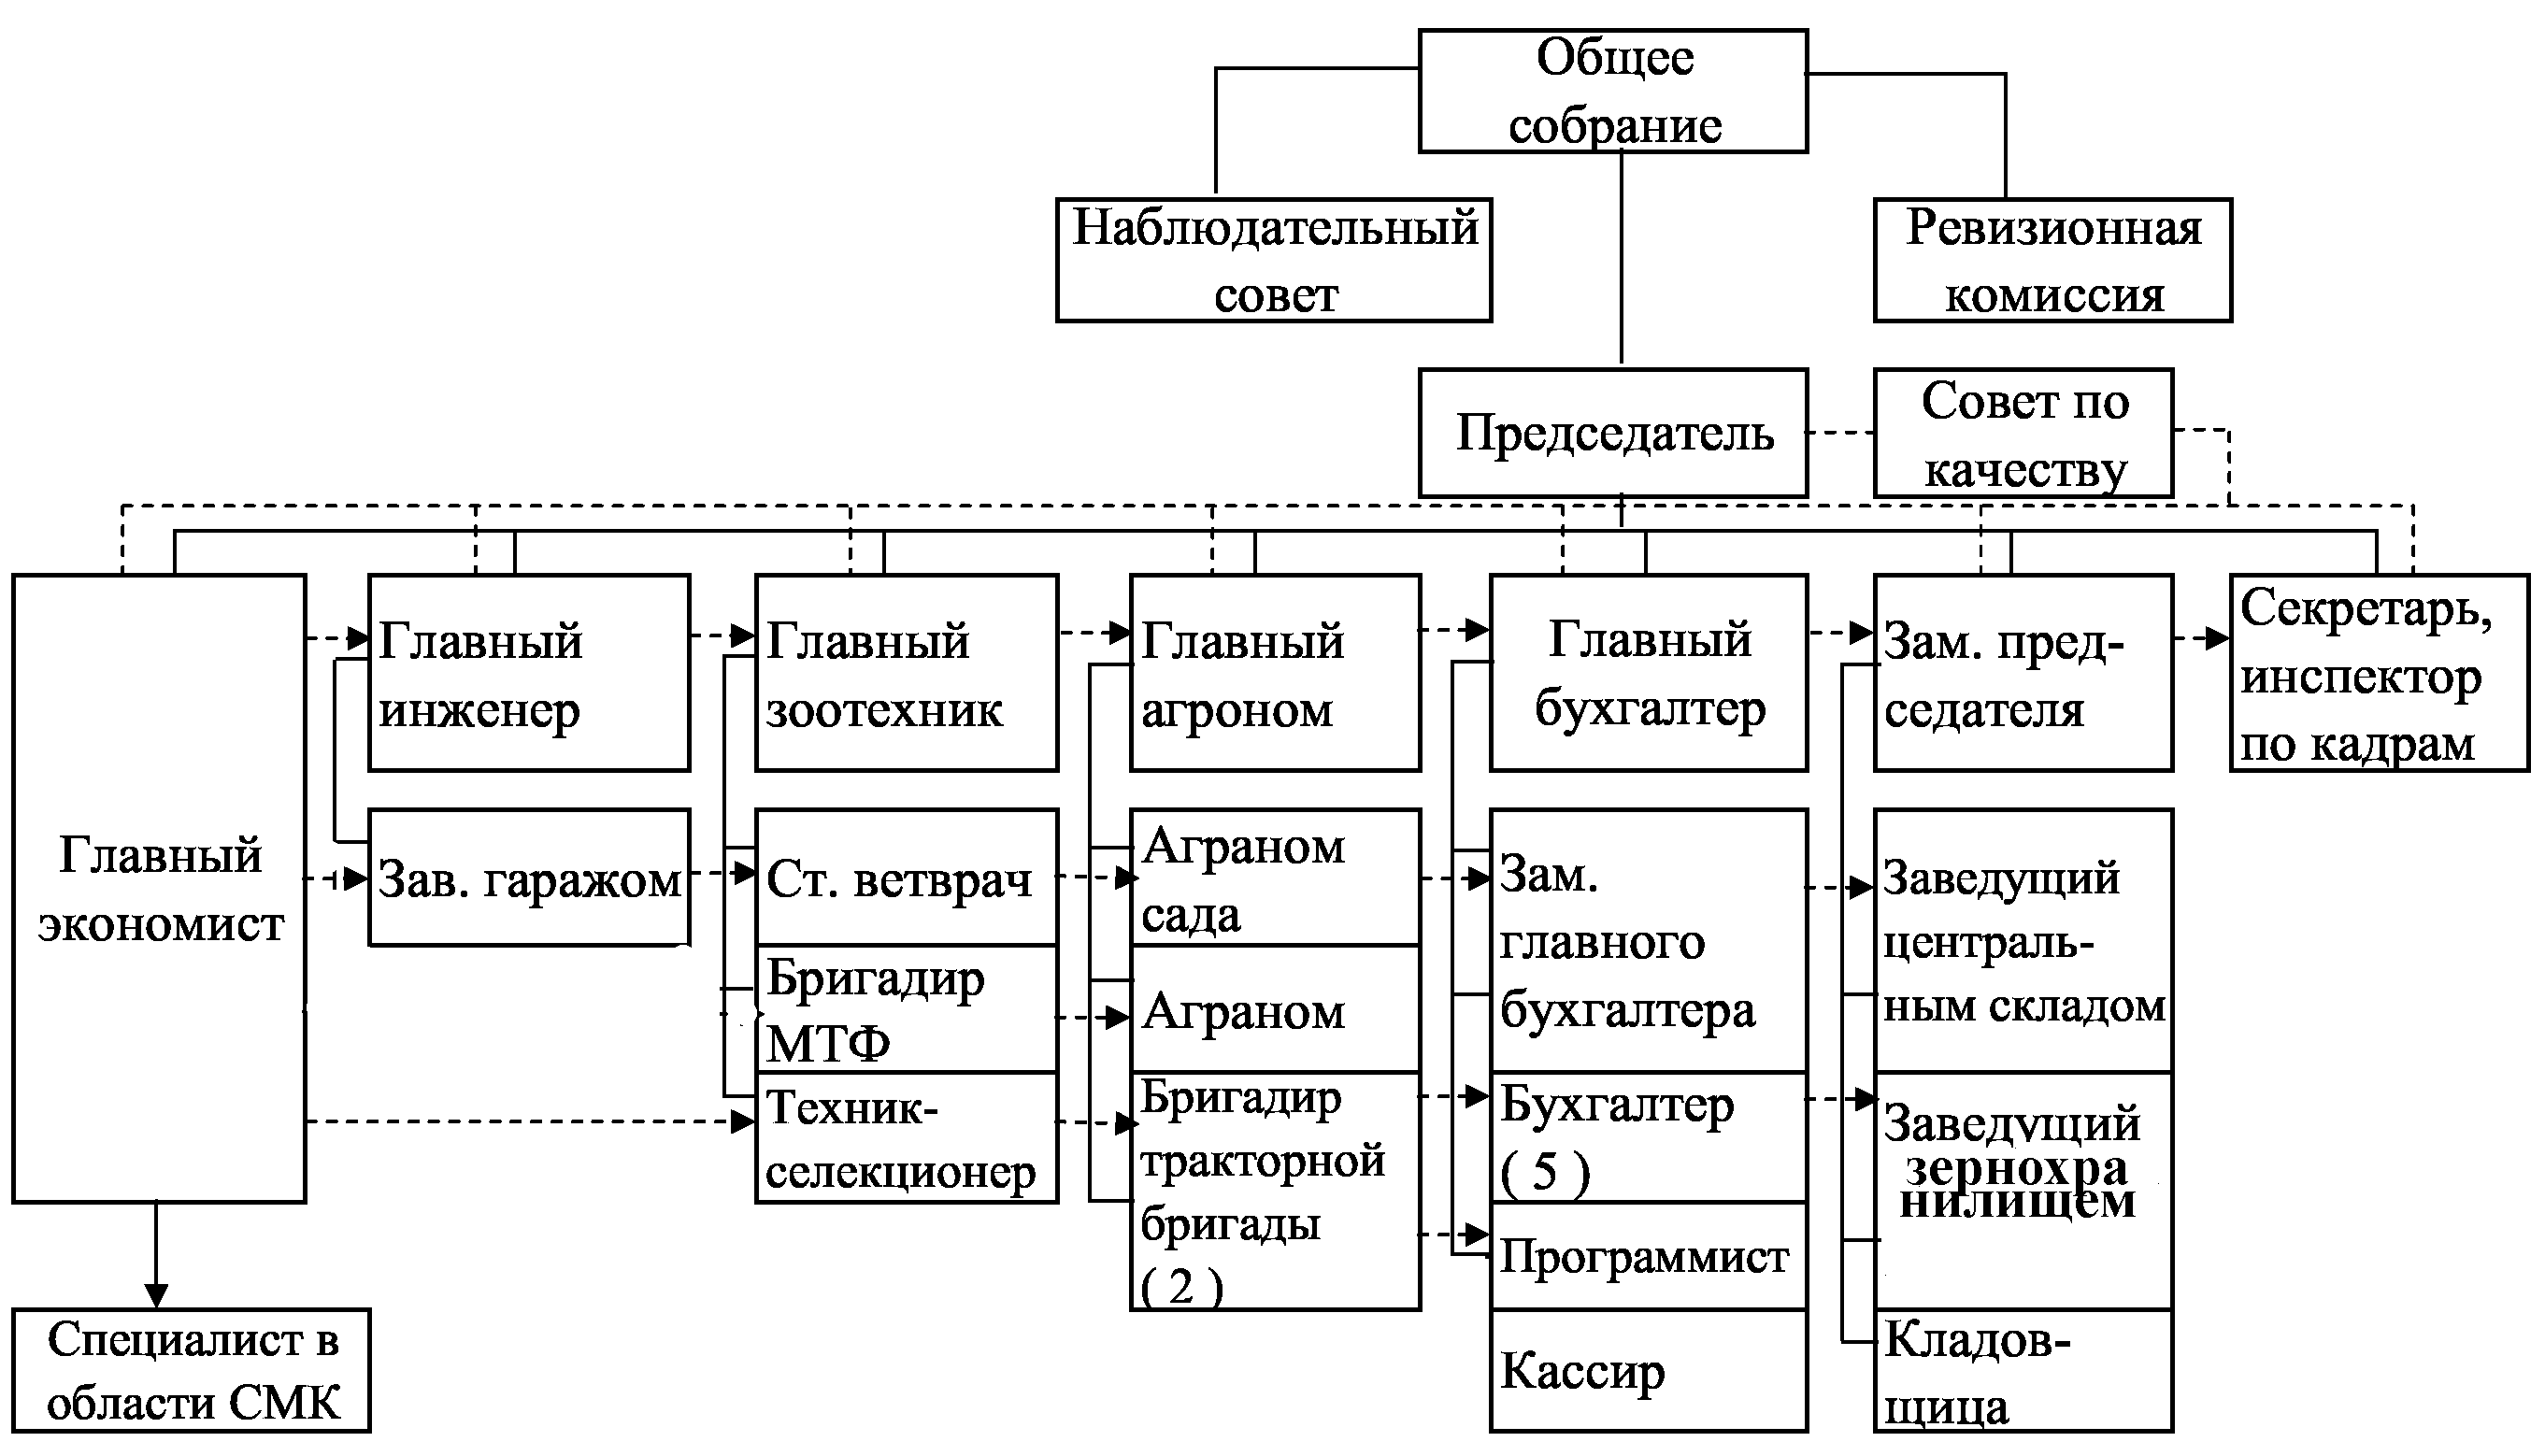 Общее
собрание
Наблюдательный
совет
Ревизионная
комиссия
Председатель
Совет по
качеству
Главный
экономист
Главный
инженер
Главный
зоотехник
Главный
агроном
Главный
бухгалтер
Зам. пред-
седателя
Секретарь,
инспектор
по кадрам
Зав. гаражом
Ст. ветврач
Бригадир
МТФ
Техник-
селекционер
Аграном
сада
Аграном
Бригадир
тракторной
бригады
( 2 )
Зам.
главного
бухгалтера
Бухгалтер
( 5 )
Программист
Кассир
Заведущий
централь-
ным складом
Заведущий
зернохра
нилищем
Кладов-
щица
Специалист в
области СМК